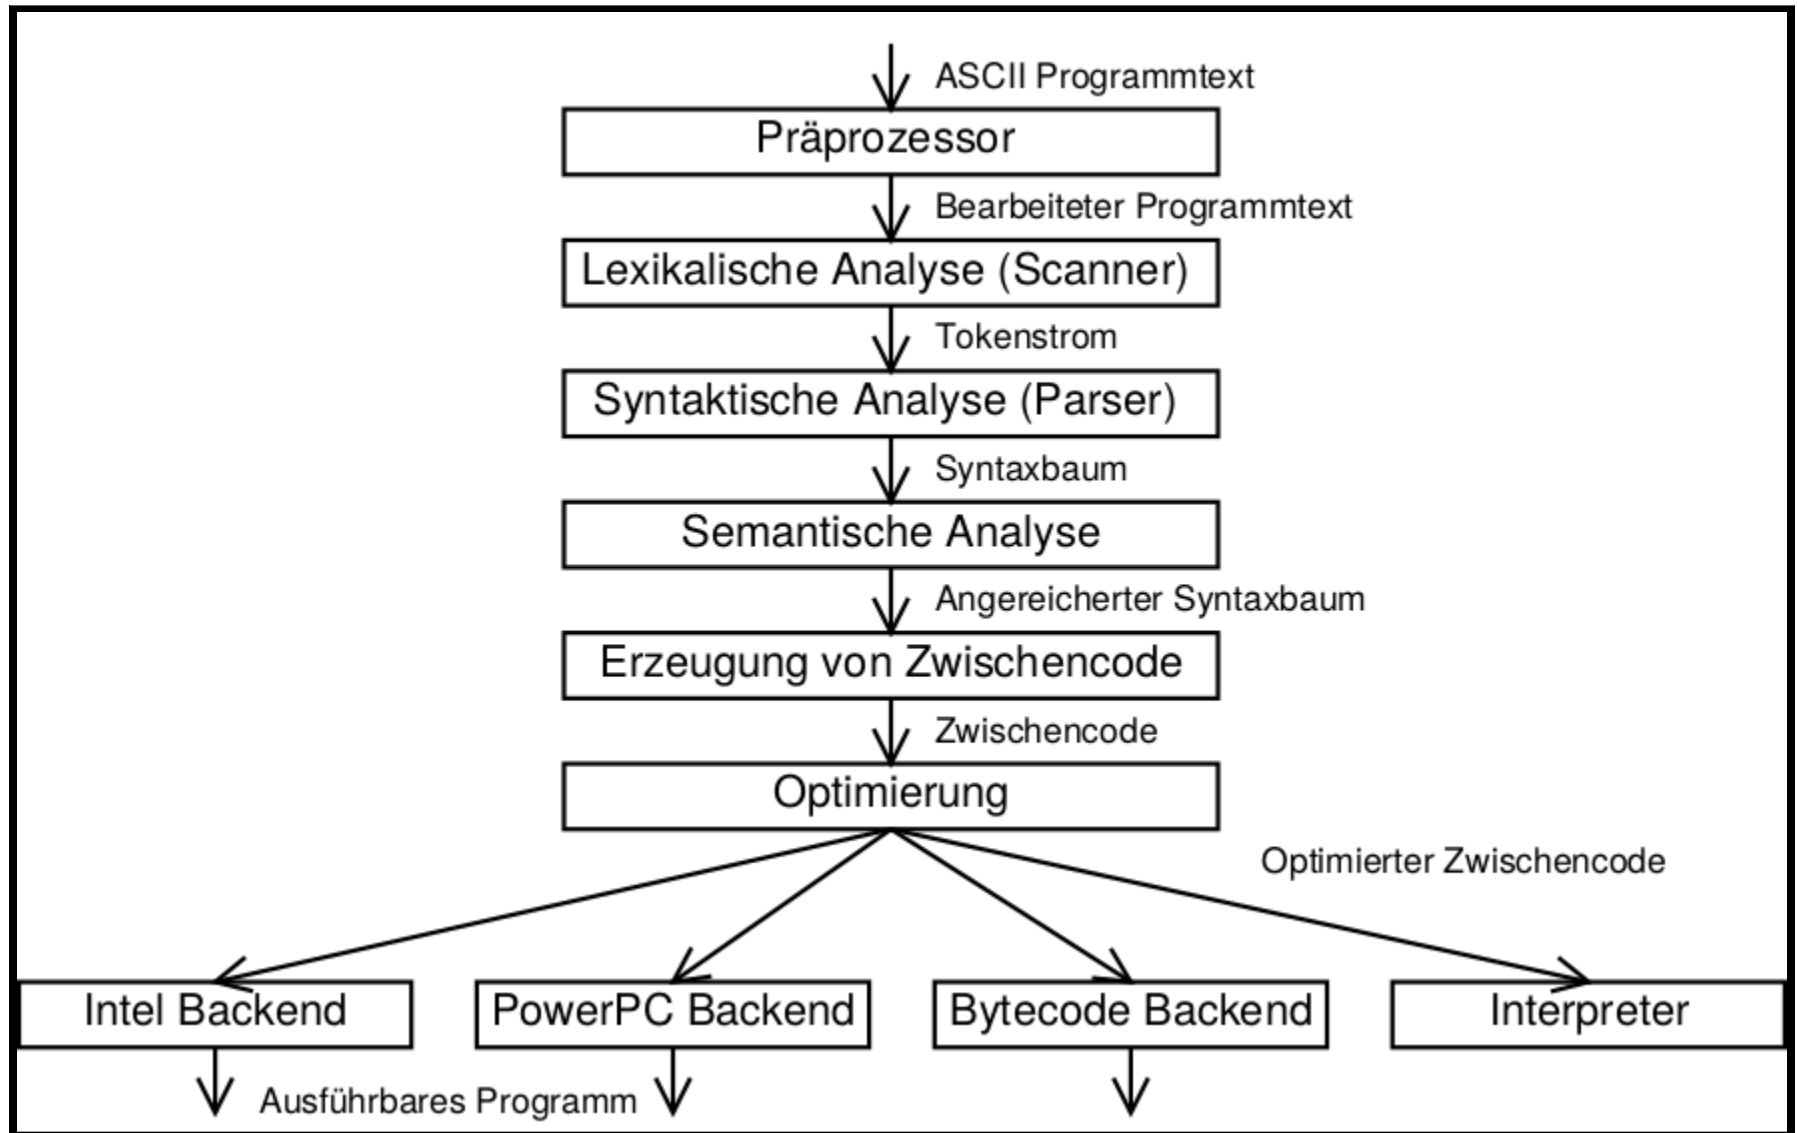 ASCII Programmtext
Präprozessor
Bearbeiteter Programmtext
Lexikalische Analyse (Scanner)
Tokenstrom
Syntaktische Analyse (Parser)
Syntaxbaum
Semantische Analyse
Angereicherter Syntaxbaum
Erzeugung von Zwischencode
Zwischencode
Optimierung
Optimierter Zwischencode
Intel Backend
PowerPC Backend
Bytecode Backend
Interpreter
Ausführbares Programm